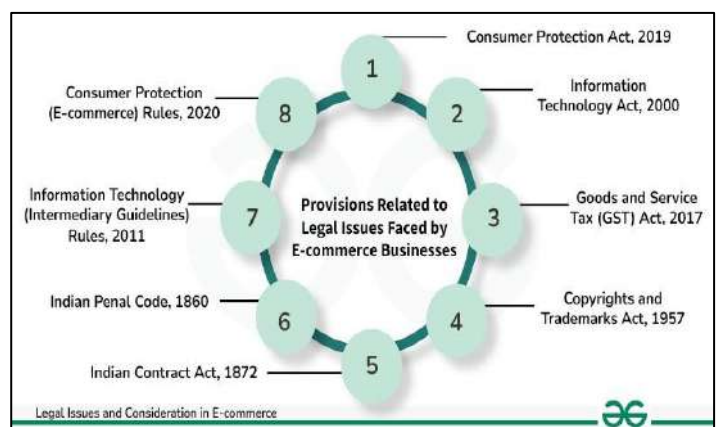 1
Consumer Protection Act, 2019
2
Information
Technology Act, 2000
3
Goods and Service
Tax (GST) Act, 2017
4
Copyrights and
Trademarks Act, 1957
5
Indian Contract Act, 1872
6
Indian Penal Code, 1860
7
Information Technology
(Intermediary Guidelines)
Rules, 2011
8
Consumer Protection
(E-commerce) Rules, 2020
Provisions Related to
Legal Issues Faced by
E-commerce Businesses
Legal Issues and Consideration in E-commerce